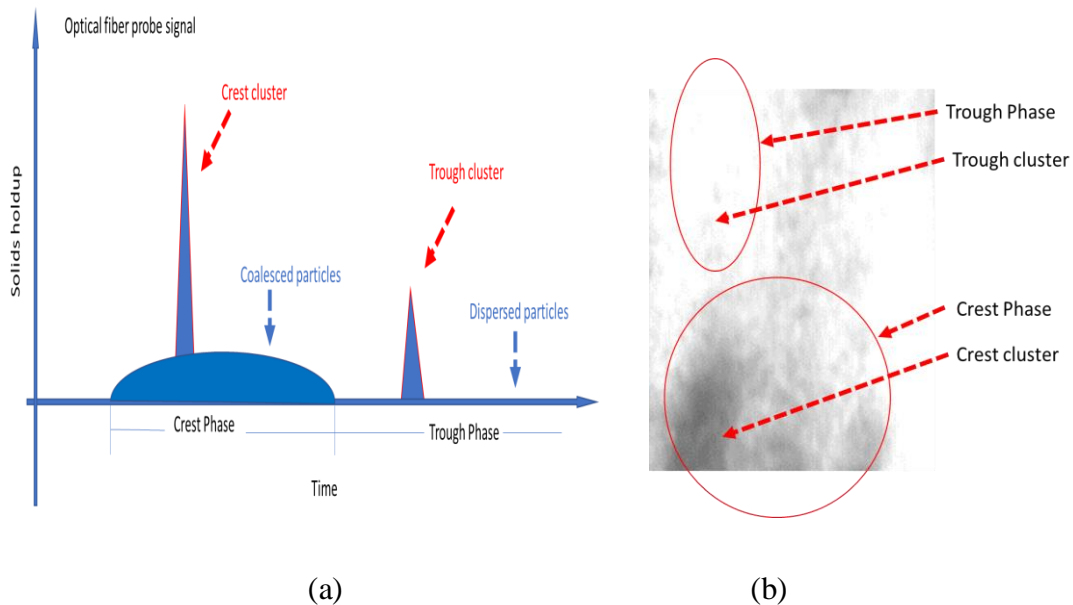 Optical fiber probe signal
Solids holdup
Crest cluster
Trough cluster
Coalesced particles
Dispersed particles
Crest Phase
Trough Phase
Time
(a)
Trough Phase
Trough cluster
Crest Phase
Crest cluster
(b)